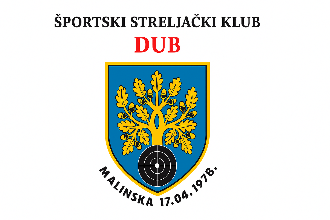 ŠPORTSKI STRELJAČKI KLUB
DUB
MALINSKA 17.04.1978.